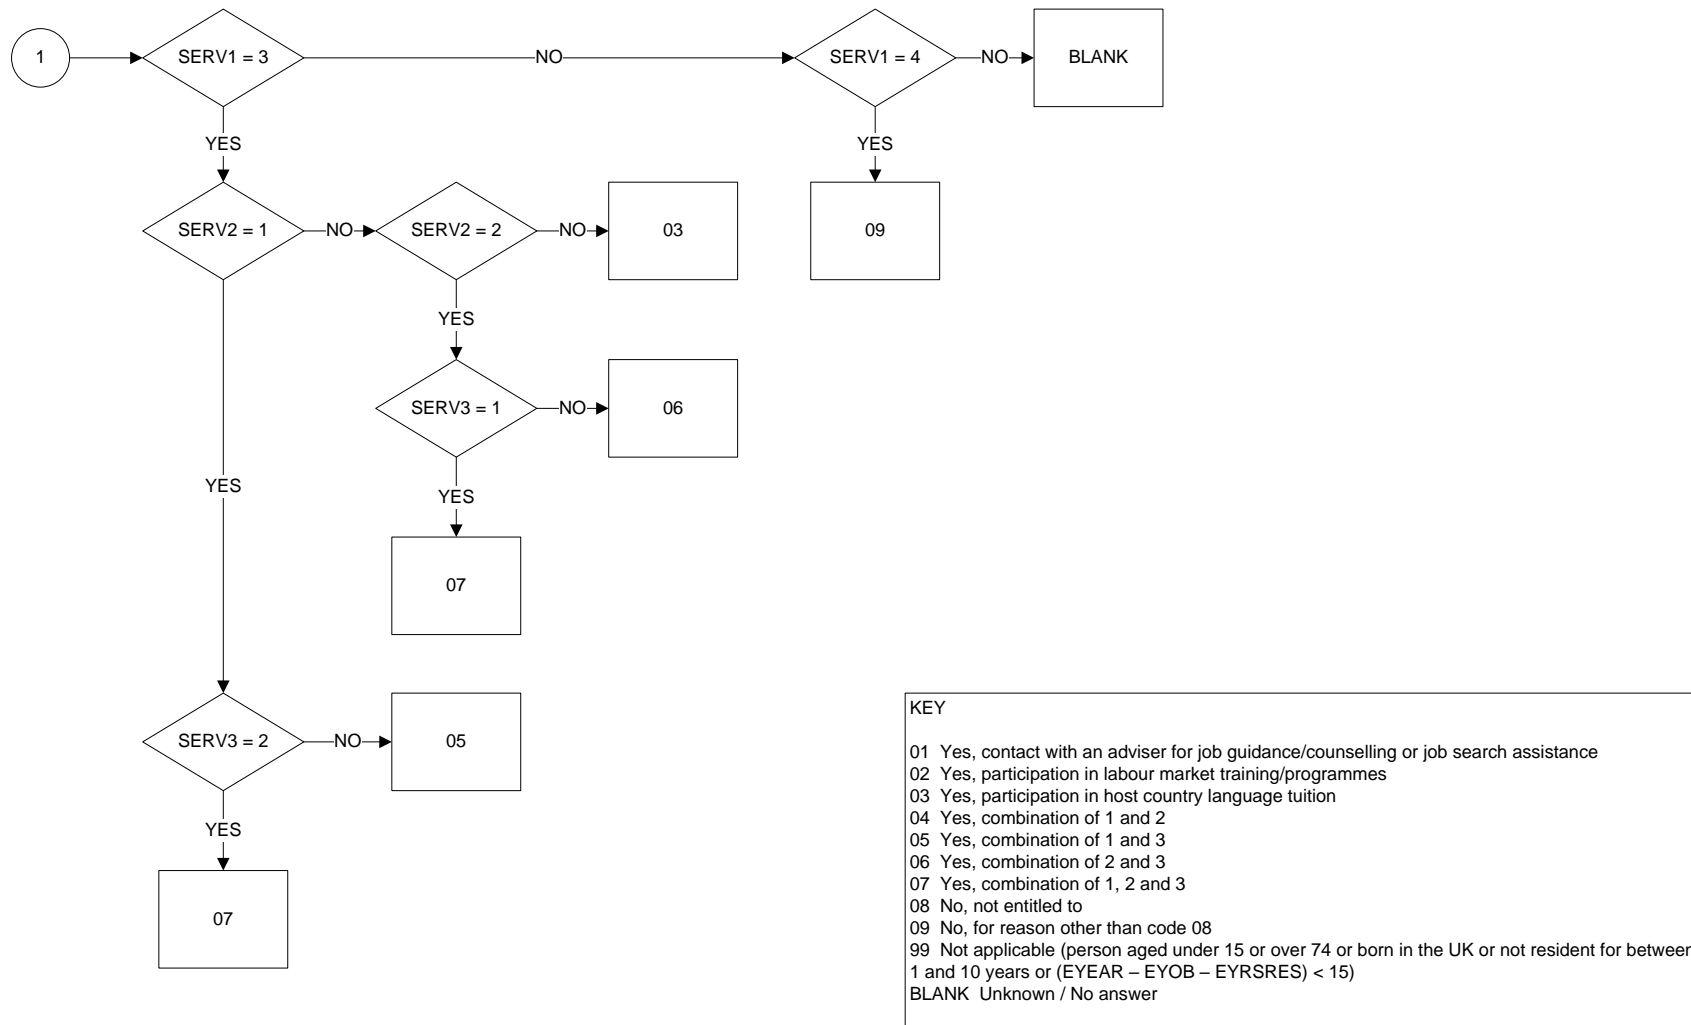 1
SERV1 = 3
NO
SERV1 = 4
NO
BLANK
YES
YES
SERV2 = 1
NO
SERV2 = 2
NO
03
09
YES
SERV3 = 1
NO
06
YES
YES
07
SERV3 = 2
NO
05
YES
07
KEY
01 Yes, contact with an adviser for job guidance/counselling or job search assistance
02 Yes, participation in labour market training/programmes
03 Yes, participation in host country language tuition
04 Yes, combination of 1 and 2
05 Yes, combination of 1 and 3
06 Yes, combination of 2 and 3
07 Yes, combination of 1, 2 and 3
08 No, not entitled to
09 No, for reason other than code 08
99 Not applicable (person aged under 15 or over 74 or born in the UK or not resident for between
1 and 10 years or (EYEAR – EYOB – EYRSRES) < 15)
BLANK Unknown / No answer